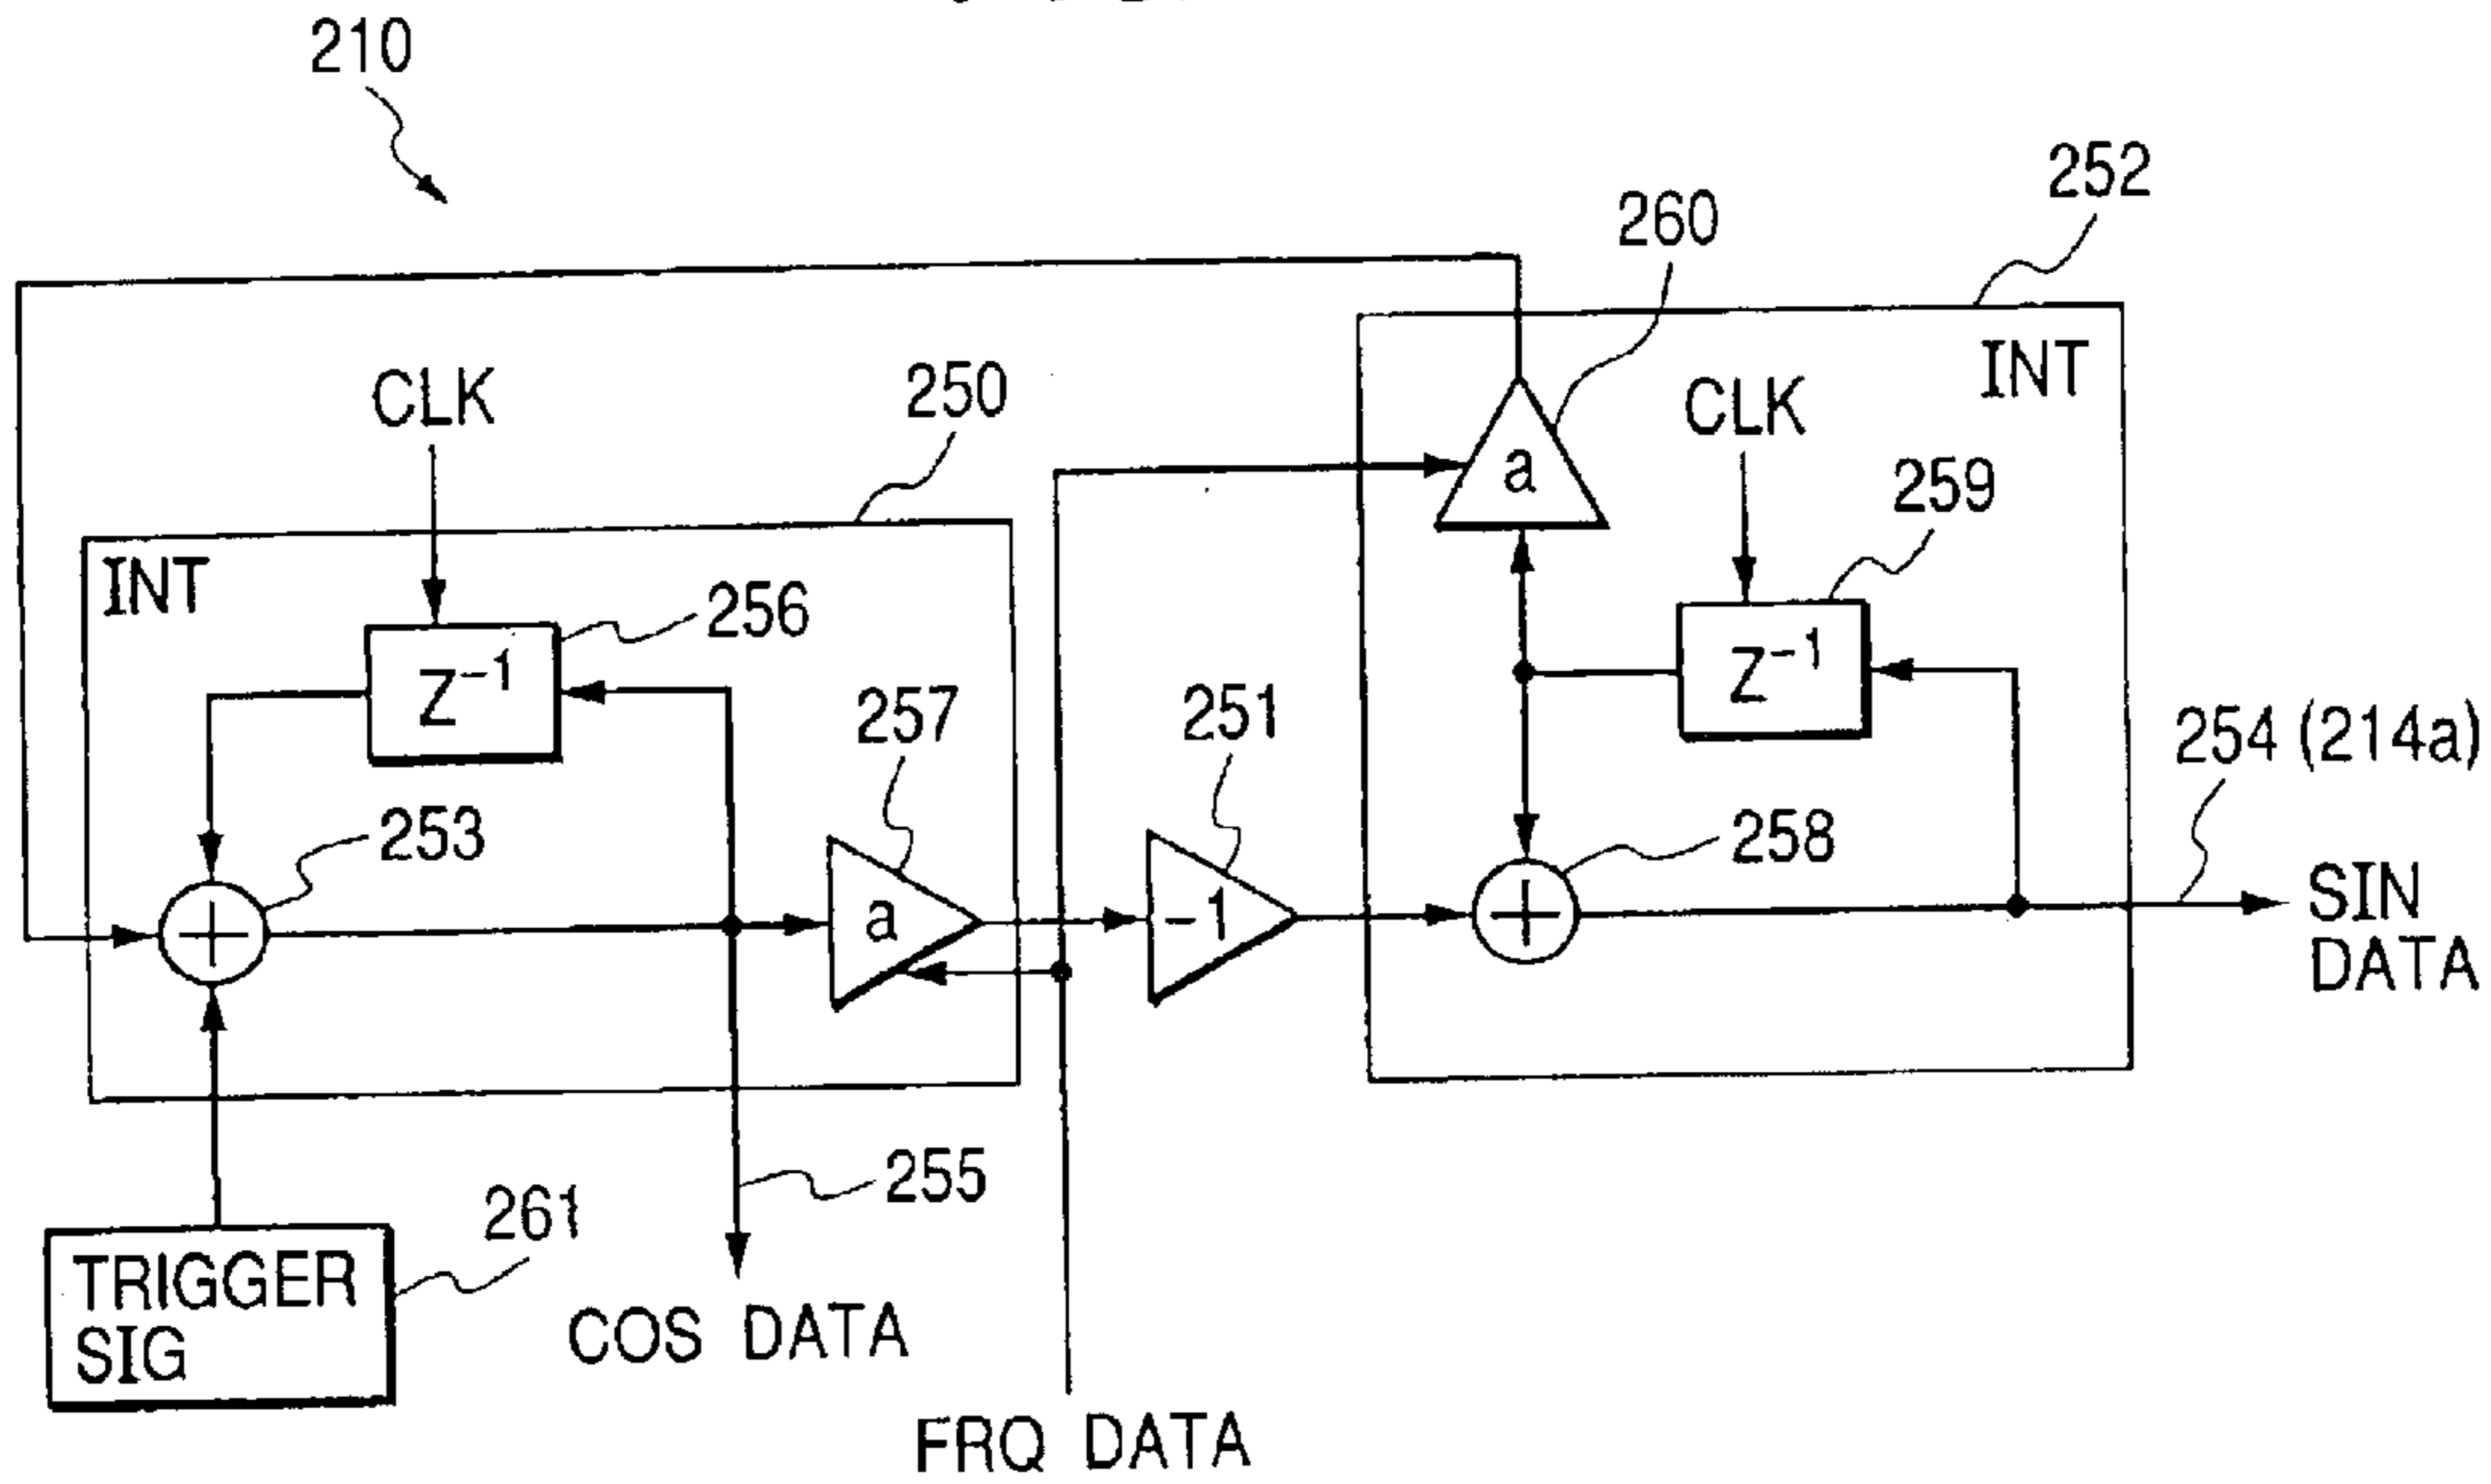 210
252
260
INT
CLK
250
CLK
a
259
INT
256
Z⁻¹
Z⁻¹
257
251
254 (214a)
253
258
a
-1
SIN
DATA
255
261
TRIGGER
SIG
COS DATA
FRQ DATA